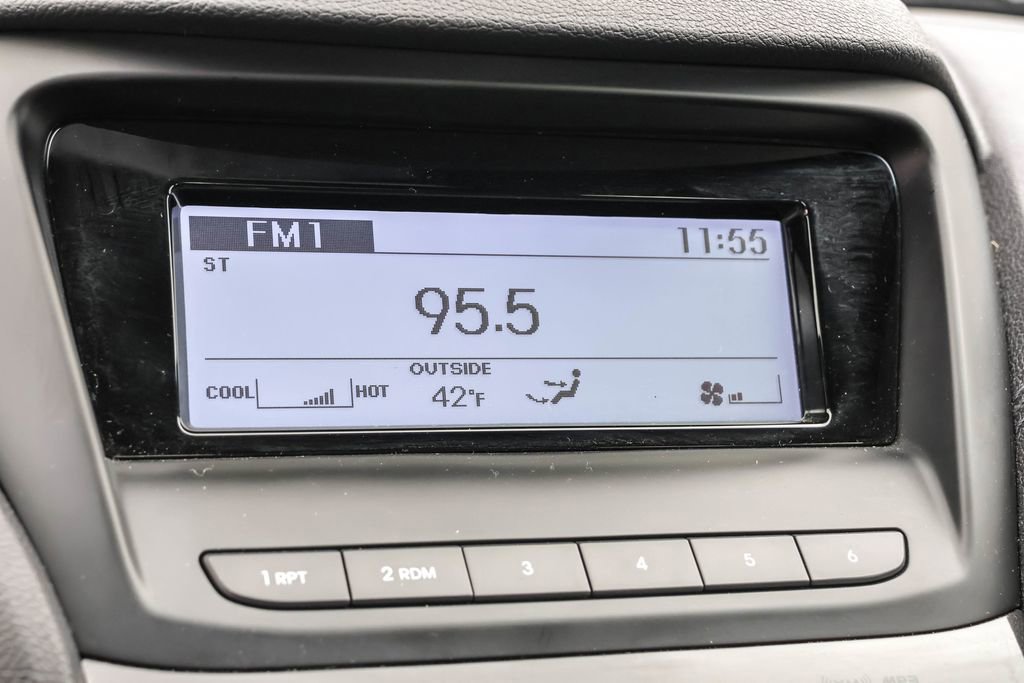 FM1 11:55
ST
95.5
OUTSIDE
COOL HOT 42°F
1 RPT 2 RDM 3 4 5 6